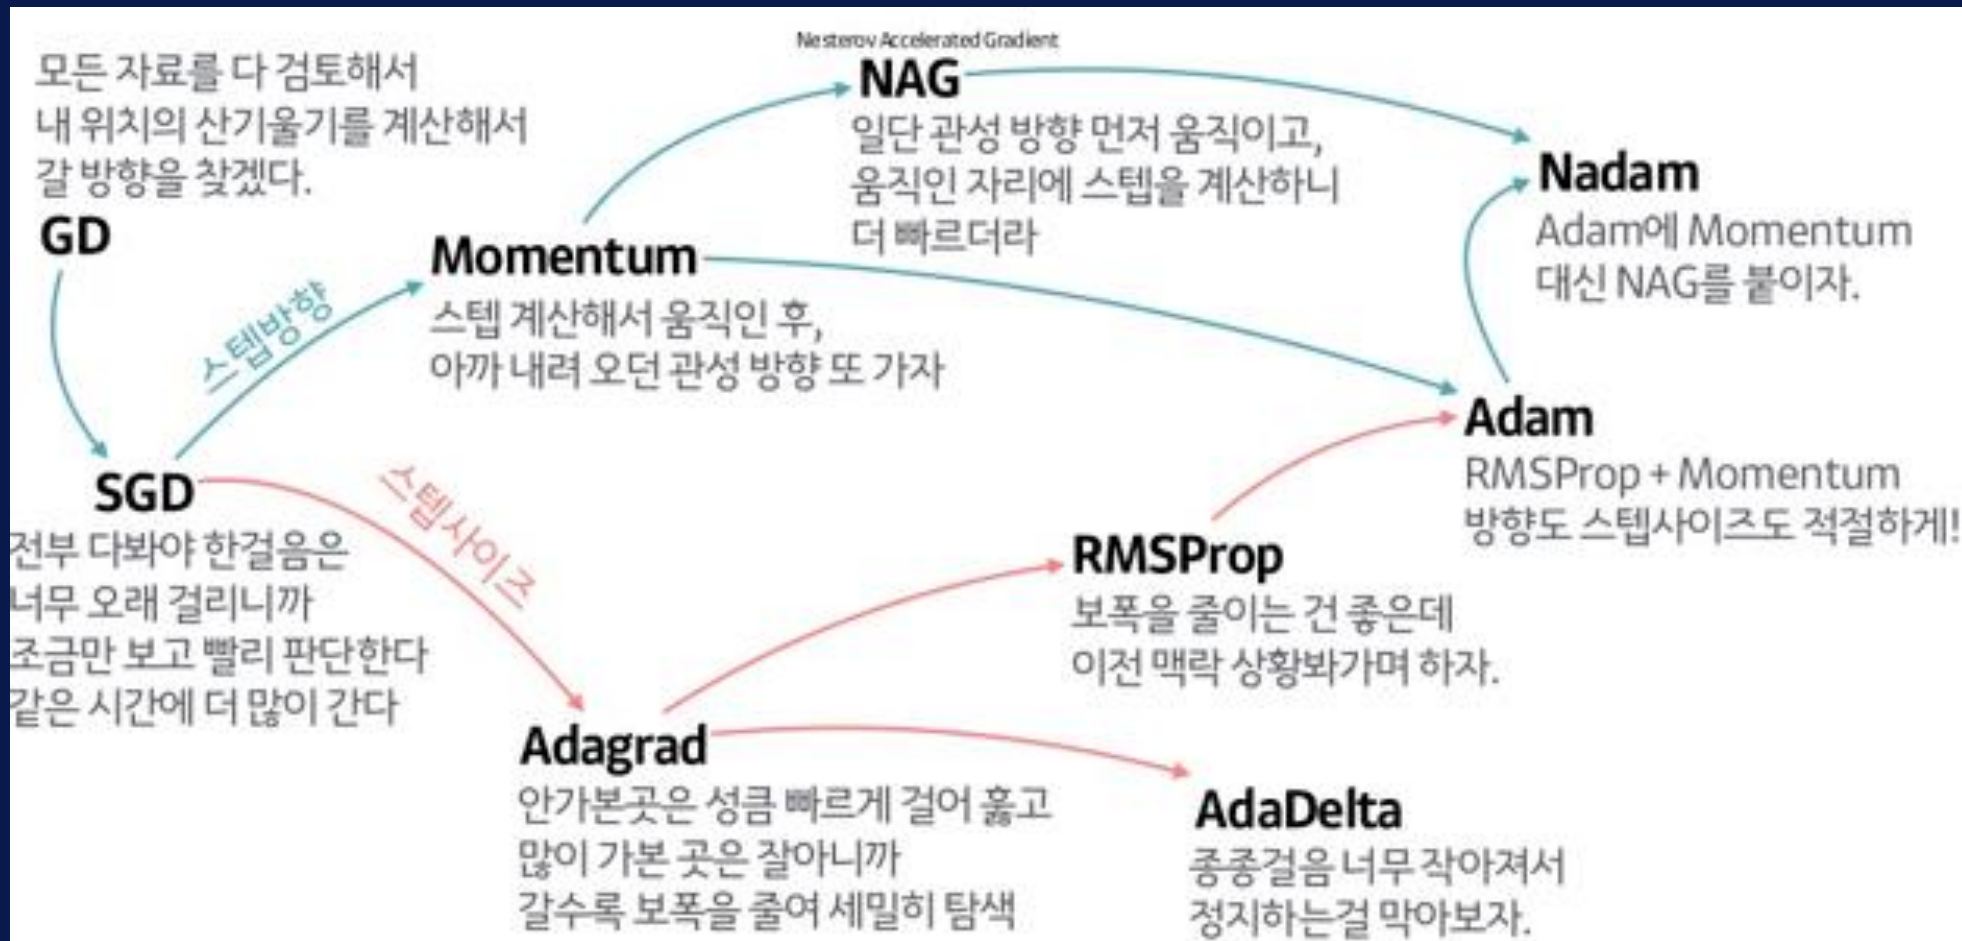 모든 자료를 다 검토해서
내 위치의 산기울기를 계산해서
갈 방향을 찾겠다.
GD
스텝방향
SGD
전부 다봐야 한걸음은
너무 오래 걸리니까
조금만 보고 빨리 판단한다
같은 시간에 더 많이 간다
Momentum
스텝 계산해서 움직인 후,
아까 내려 오던 관성 방향 또 가자
Nesterov Accelerated Gradient
NAG
일단 관성 방향 먼저 움직이고,
움직인 자리에 스텝을 계산하니
더 빠르더라
Nadam
Adam에 Momentum
대신 NAG를 붙이자.
Adam
RMSProp + Momentum
방향도 스텝사이즈도 적절하게!
스텝사이즈
RMSProp
보폭을 줄이는 건 좋은데
이전 맥락 상황봐가며 하자.
Adagrad
안가본곳은 성큼 빠르게 걸어 훑고
많이 가본 곳은 잘아니까
갈수록 보폭을 줄여 세밀히 탐색
AdaDelta
종종걸음 너무 작아져서
정지하는걸 막아보자.